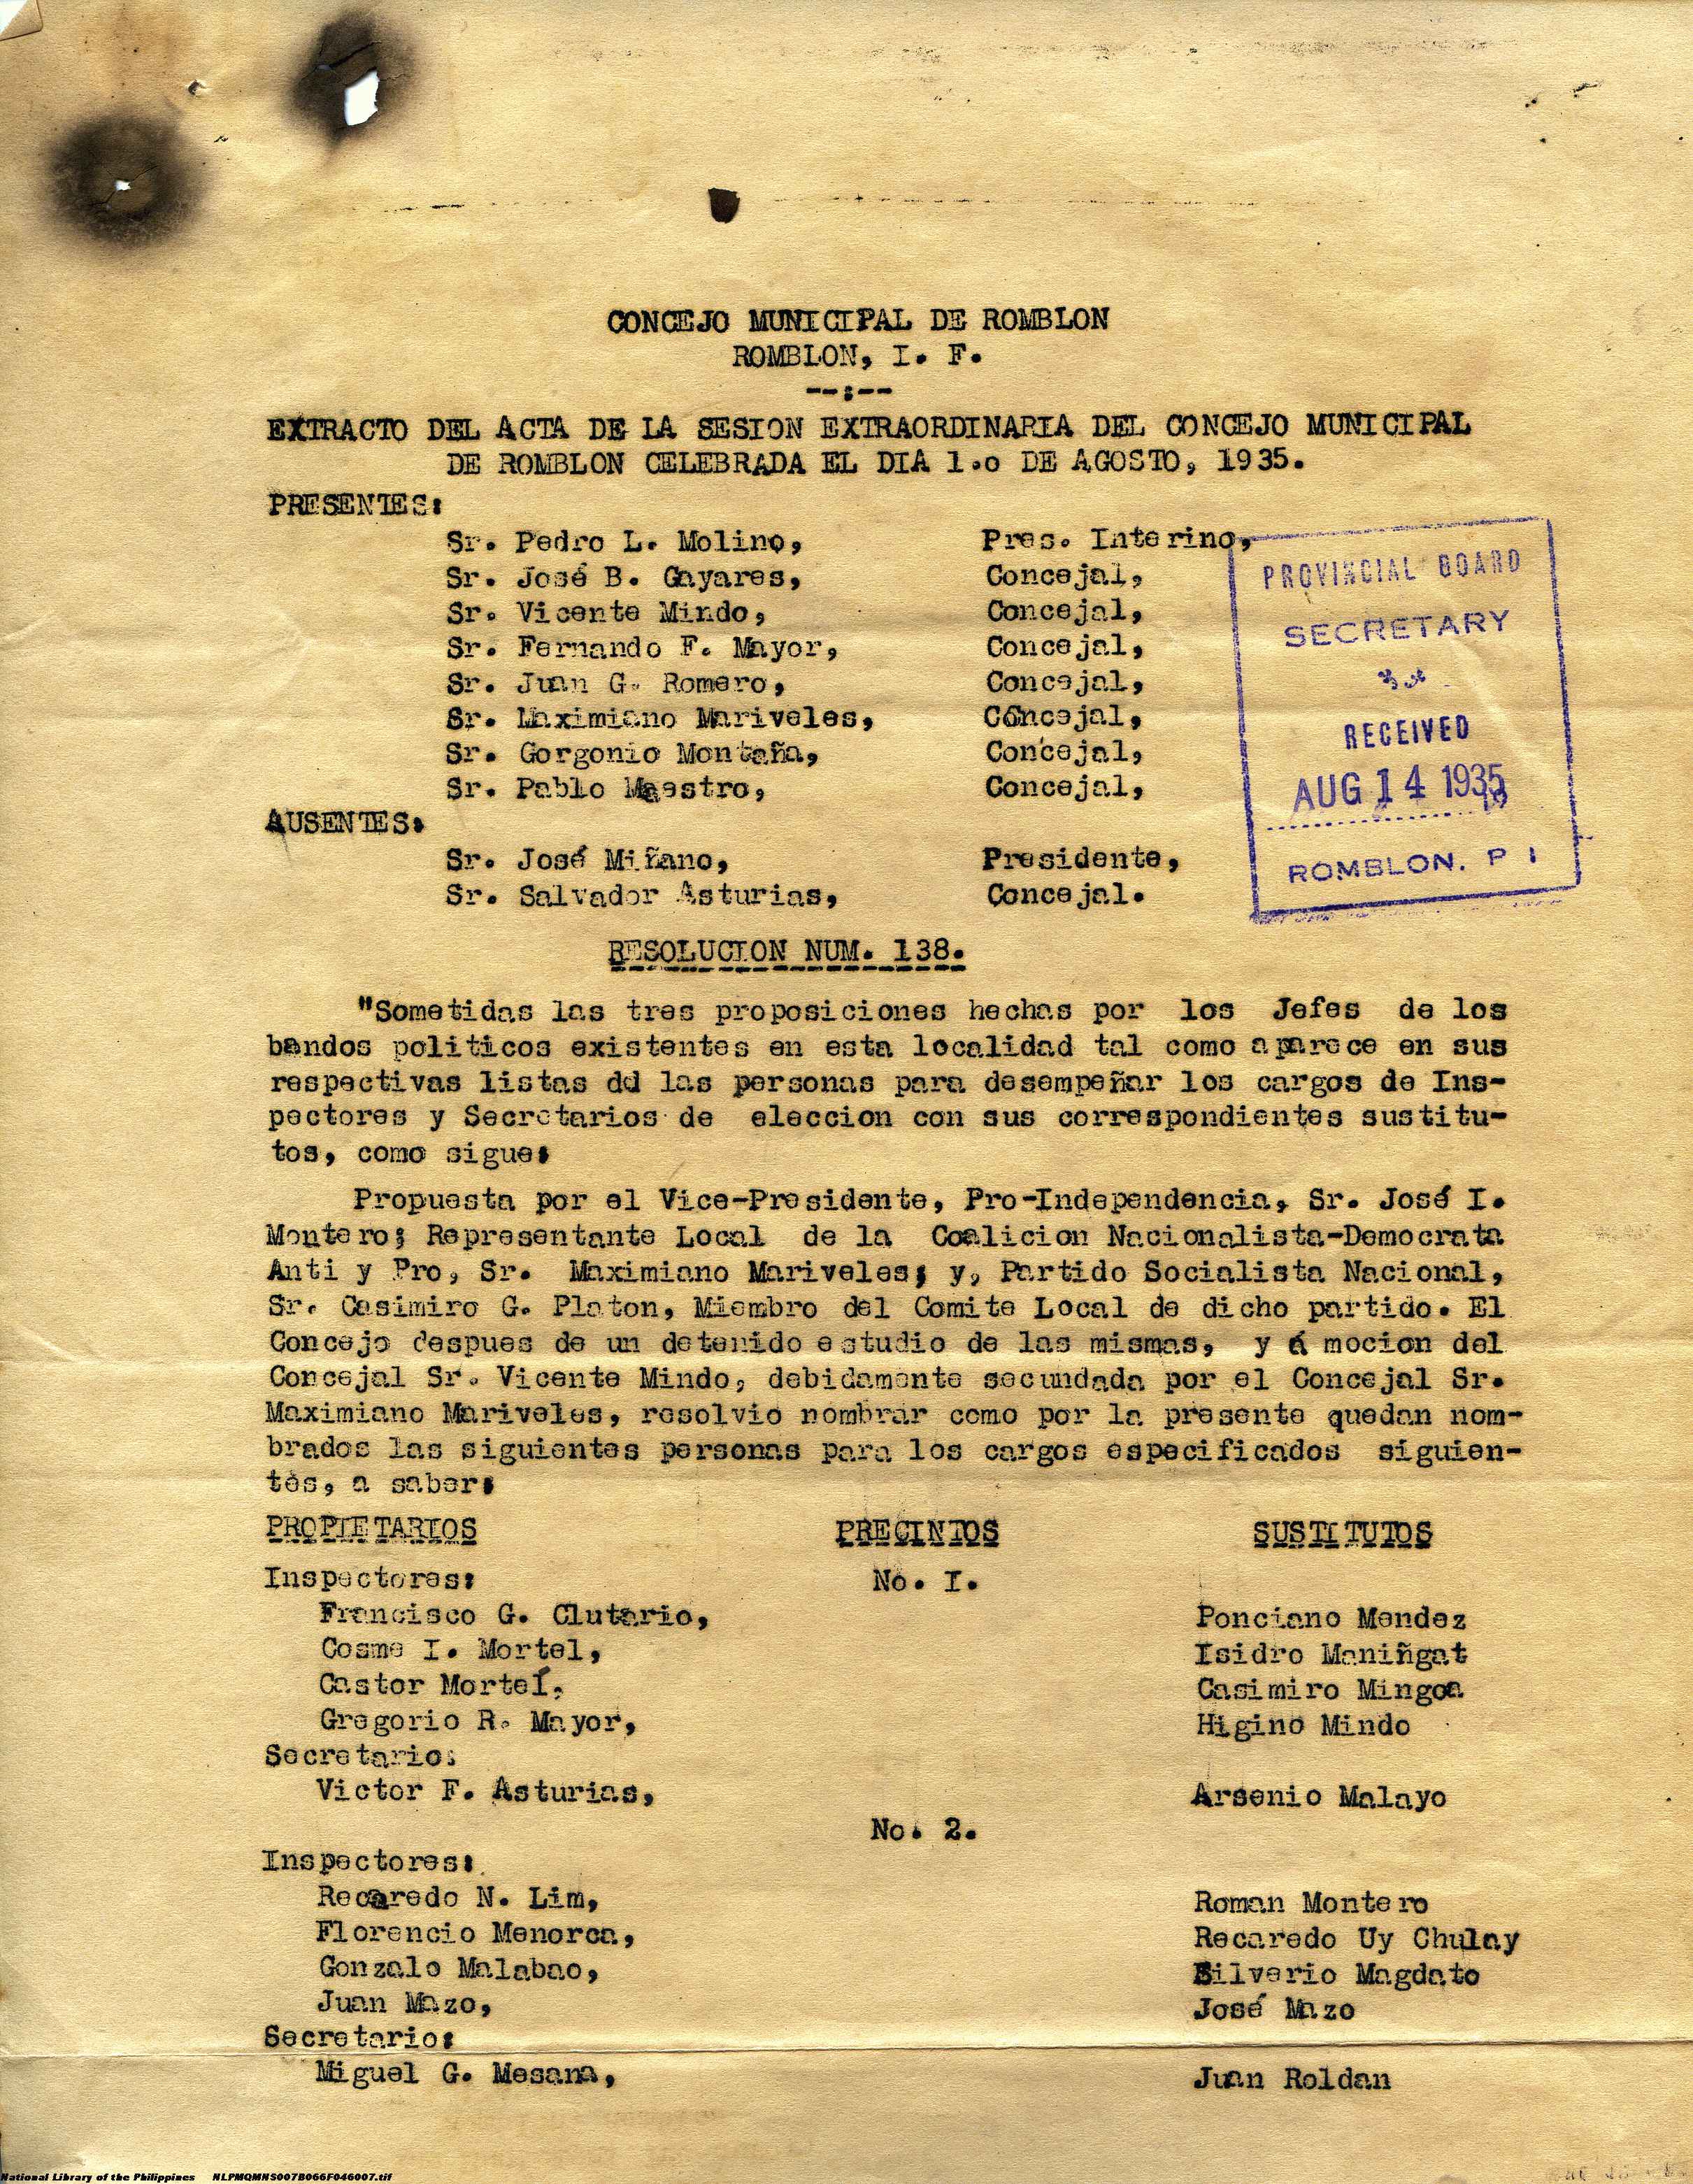 CONCEJO MUNICIPAL DE ROMBLON
ROMBLON, I. F.
--:--
EXTRACTO DEL ACTA DE LA SESION EXTRAORDINARIA DEL CONCEJO MUNICIPAL
DE ROMBLON CELEBRADA EL DIA 1.o DE AGOSTO, 1935.
PRESENTES:
Sr. Pedro L. Molino, Pres. Interino,
Sr. José B. Gayares, Concejal,
Sr. Vicente Mindo, Concejal,
Sr. Fernando F. Mayor, Concejal,
Sr. Juan G. Romero, Concejal,
Sr. Maximiano Mariveles, Concejal,
Sr. Gorgonio Montaña, Concejal,
Sr. Pablo Maestro, Concejal,
AUSENTES:
Sr. José Miñano, Presidente,
Sr. Salvador Asturias, Concejal.
PROVINCIAL BOARD
SECRETARY
RECEIVED
AUG 14 1935
ROMBLON. P I
RESOLUCION NUM. 138.
"Sometidas las tres proposiciones hechas por los Jefes de los
bandos politicos existentes en esta localidad tal como aparece en sus
respectivas listas dd las personas para desempeñar los cargos de Ins-
pectores y Secretarios de eleccion con sus correspondientes sustitu-
tos, como sigue:
Propuesta por el Vice-Presidente, Pro-Independencia, Sr. José I.
Montero; Representante Local de la Coalicion Nacionalista-Democrata
Anti y Pro, Sr. Maximiano Mariveles; y, Partido Socialista Nacional,
Sr. Casimiro G. Platon, Miembro del Comite Local de dicho partido. El
Concejo despues de un detenido estudio de las mismas, y á mocion del
Concejal Sr. Vicente Mindo, debidamente secundada por el Concejal Sr.
Maximiano Mariveles, resolvio nombrar como por la presente quedan nom-
brados las siguientes personas para los cargos especificados siguien-
tes, a saber:
PROPIETARIOS PRECINTOS SUSTITUTOS
Inspectores: No. I.
Francisco G. Clutario, Ponciano Mendez
Cosme I. Mortel, Isidro Maniñgat
Castor Mortel, Casimiro Mingoa
Gregorio R. Mayor, Higino Mindo
Secretario:
Victor F. Asturias, Arsenio Malayo
No. 2.
Inspectores:
Recaredo N. Lim, Roman Montero
Florencio Menorca, Recaredo Uy Chulay
Gonzalo Malabao, Silverio Magdato
Juan Mazo, José Mazo
Secretario:
Miguel G. Mesana, Juan Roldan
National Library of the Philippines NLPMQMNS007B066F046007.tif